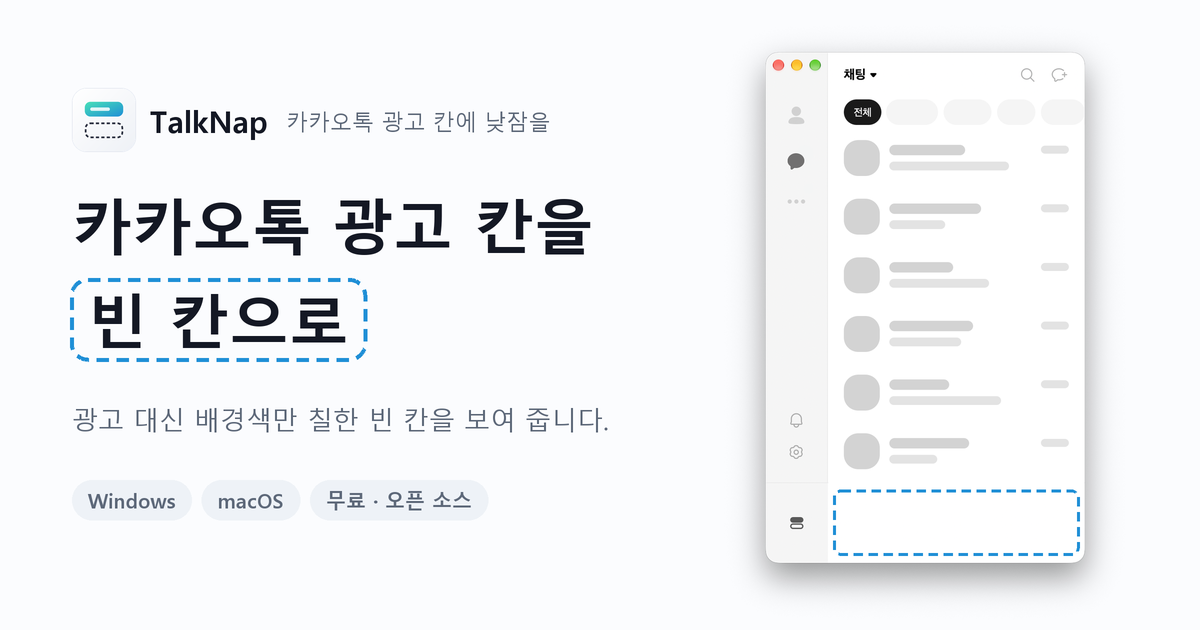 TalkNap 카카오톡 광고 칸에 낮잠을
카카오톡 광고 칸을
빈 칸으로
광고 대신 배경색만 칠한 빈 칸을 보여 줍니다.
Windows macOS 무료 · 오픈 소스
채팅
전체